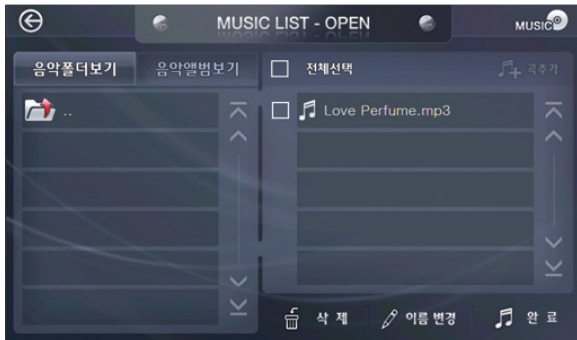 MUSIC LIST - OPEN
MUSIC
음악폴더보기
음악앨범보기
전체선택
곡추가
..
Love Perfume.mp3
삭 제
이름 변경
완 료